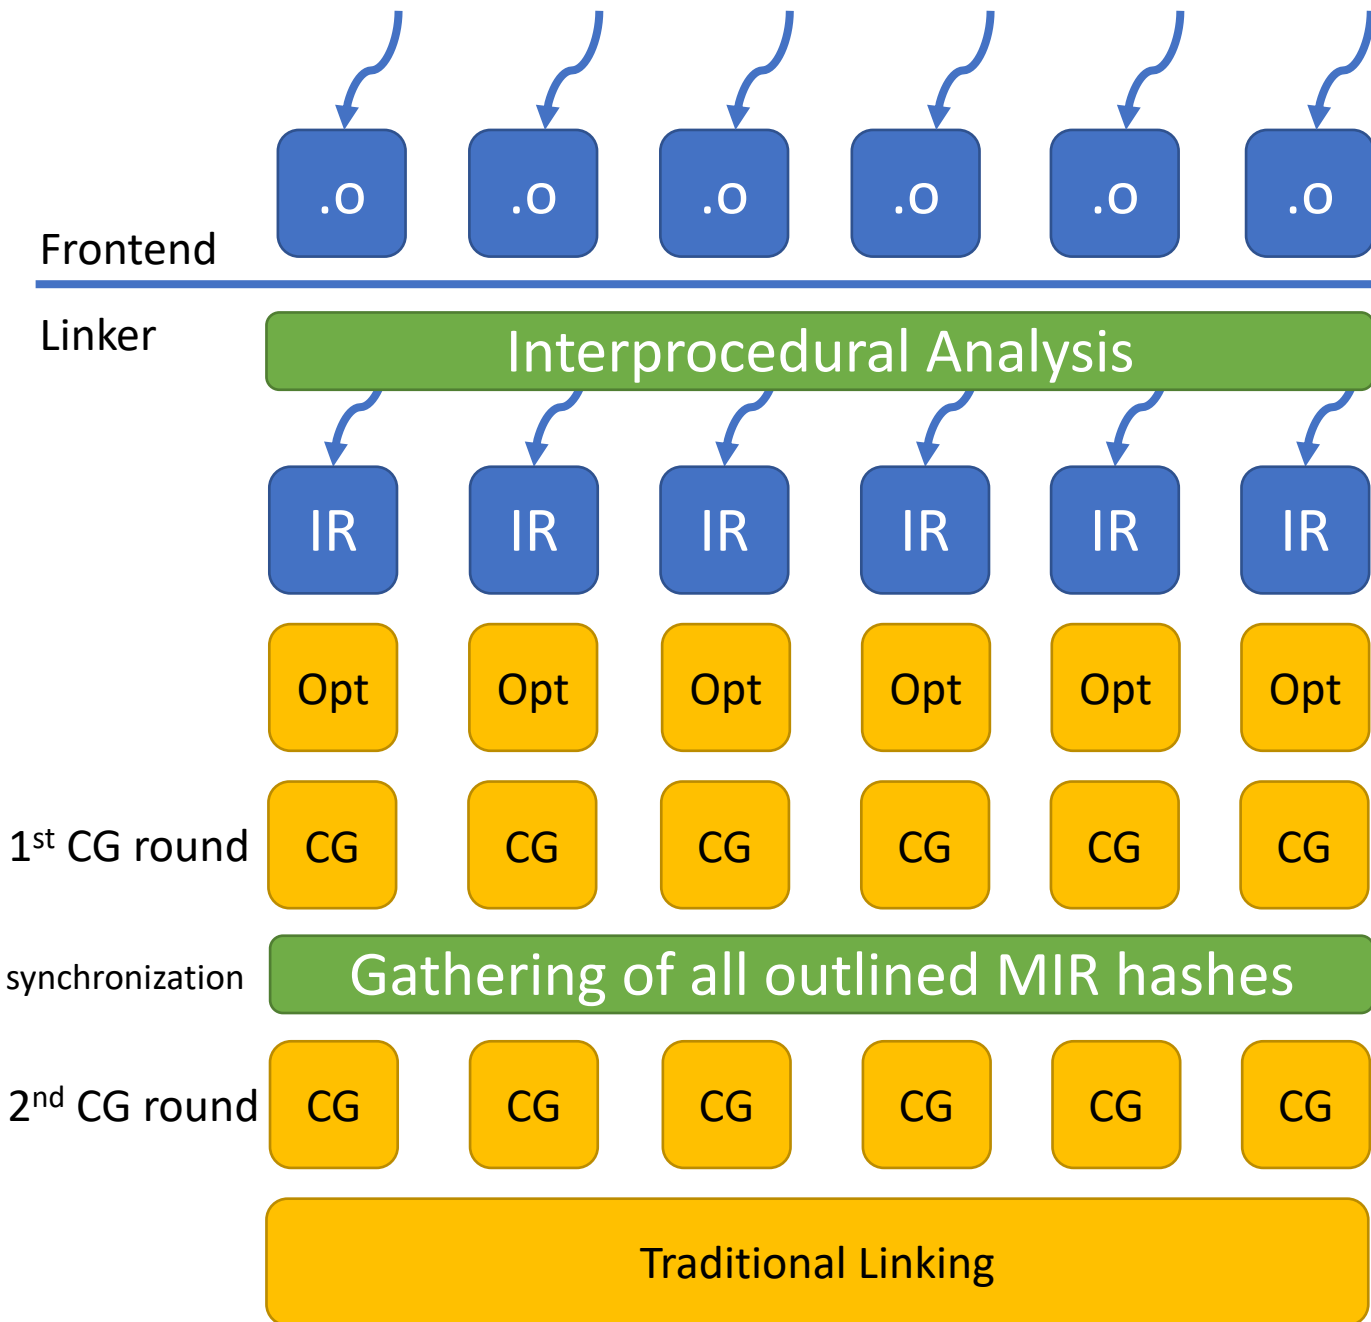 .o .o .o .o .o .o
Frontend
Linker
Interprocedural Analysis
IR IR IR IR IR IR
Opt Opt Opt Opt Opt Opt
1st CG round CG CG CG CG CG CG
synchronization Gathering of all outlined MIR hashes
2nd CG round CG CG CG CG CG CG
Traditional Linking